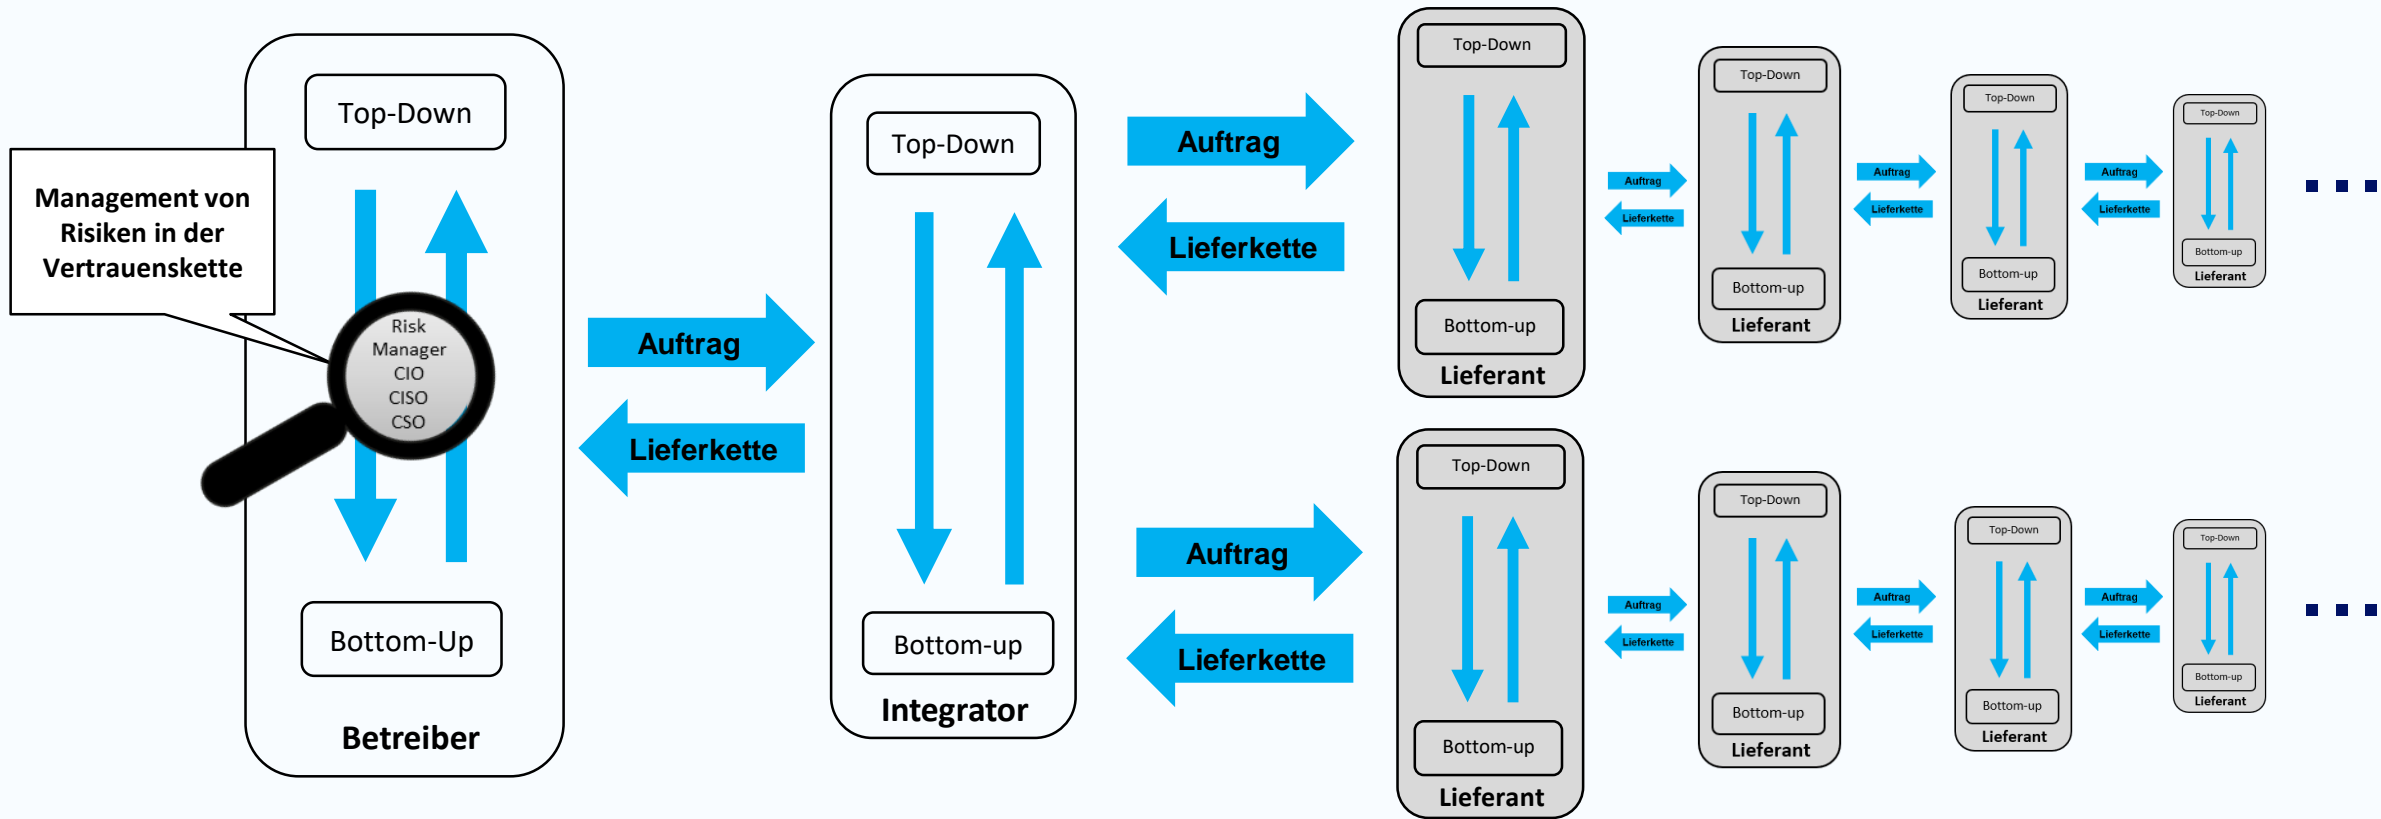 Management von
Risiken in der
Vertrauenskette
Top-Down
Risk
Manager
CIO
CISO
CSO
Bottom-Up
Betreiber
Auftrag
Lieferkette
Top-Down
Bottom-up
Integrator
Auftrag
Lieferkette
Top-Down
Bottom-up
Lieferant
Auftrag
Lieferkette
Top-Down
Bottom-up
Lieferant
Auftrag
Lieferkette
Top-Down
Bottom-up
Lieferant
Auftrag
Lieferkette
Top-Down
Bottom-up
Lieferant
Auftrag
Lieferkette
Top-Down
Bottom-up
Lieferant
Auftrag
Lieferkette
Top-Down
Bottom-up
Lieferant
Auftrag
Lieferkette
Top-Down
Bottom-up
Lieferant
Auftrag
Lieferkette
Top-Down
Bottom-up
Lieferant